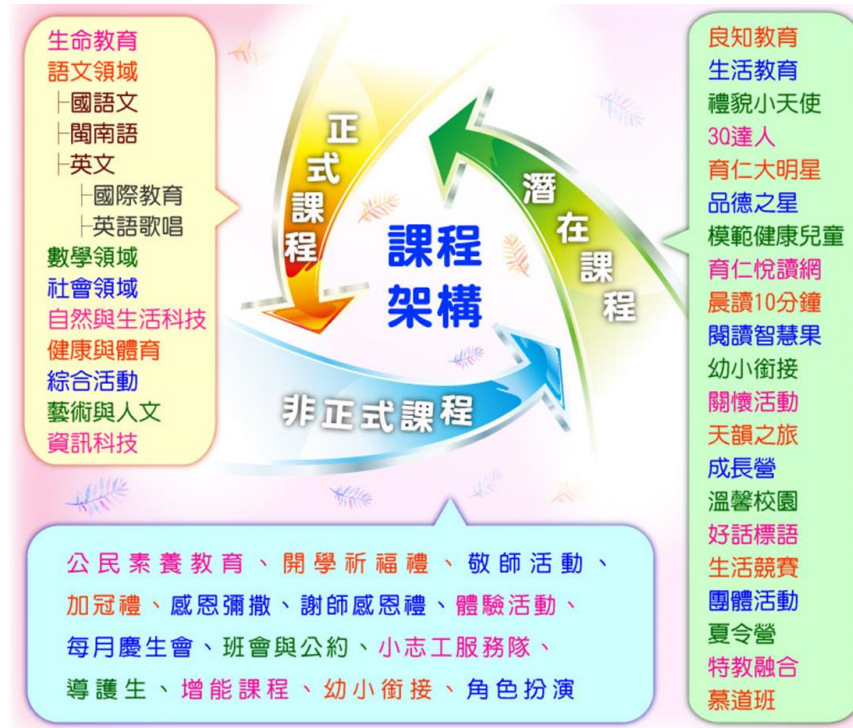 生命教育
語文領域
├國語文
├閩南語
├英文
├國際教育
├英語歌唱
數學領域
社會領域
自然與生活科技
健康與體育
綜合活動
藝術與人文
資訊科技
正式課程
課程
架構
潛在課程
非正式課程
良知教育
生活教育
禮貌小天使
3Q達人
育仁大明星
品德之星
模範健康兒童
育仁悅讀網
晨讀10分鐘
閱讀智慧果
幼小銜接
關懷活動
天韻之旅
成長營
溫馨校園
好話標語
生活競賽
團體活動
夏令營
特教融合
慕道班
公民素養教育、開學祈福禮、敬師活動、
加冠禮、感恩彌撒、謝師感恩禮、體驗活動、
每月慶生會、班會與公約、小志工服務隊、
導護生、增能課程、幼小銜接、角色扮演